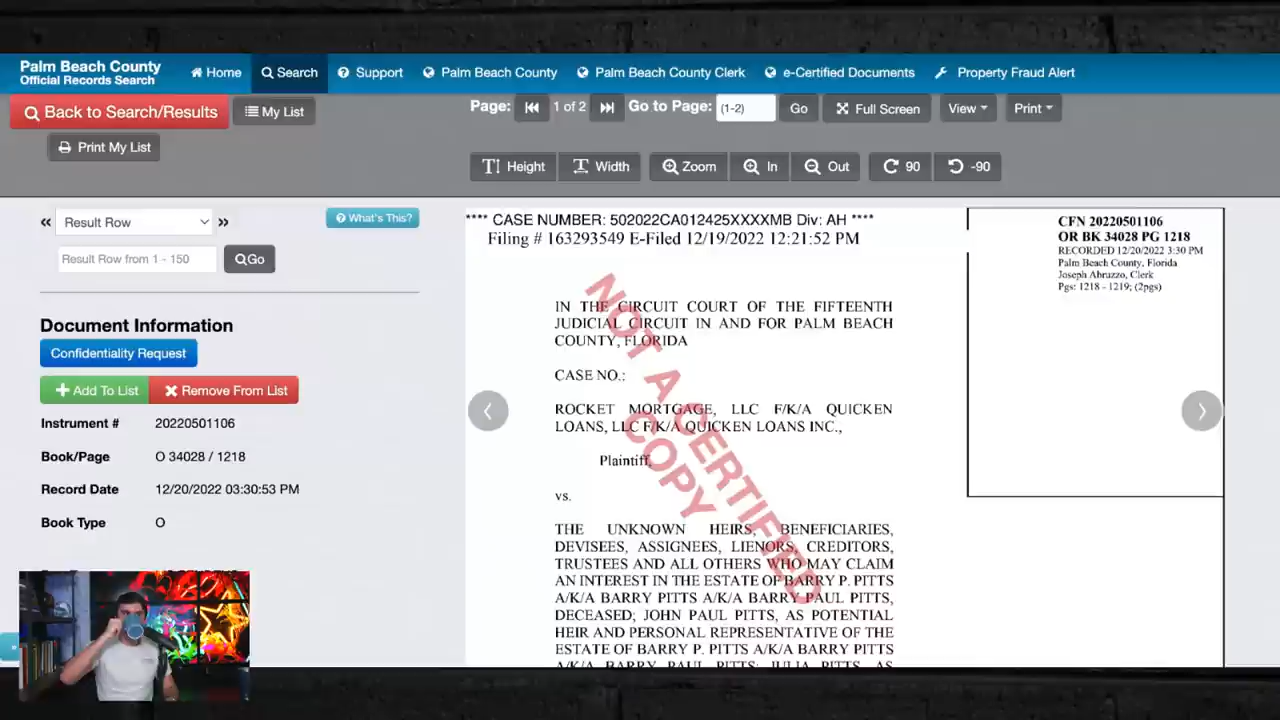 Palm Beach County
Official Records Search
Home
Search
Support
Palm Beach County
Palm Beach County Clerk
e-Certified Documents
Property Fraud Alert
Back to Search/Results
My List
Print My List
Page:
1 of 2
Go to Page:
(1-2)
Go
Full Screen
View
Print
Height
Width
Zoom
In
Out
90
-90
« Result Row »
What's This?
Result Row from 1 - 150
Go
Document Information
Confidentiality Request
Add To List
Remove From List
Instrument # 20220501106
Book/Page O 34028 / 1218
Record Date 12/20/2022 03:30:53 PM
Book Type O
**** CASE NUMBER: 502022CA012425XXXXMB Div: AH ****
Filing # 163293549 E-Filed 12/19/2022 12:21:52 PM
CFN 20220501106
OR BK 34028 PG 1218
RECORDED 12/20/2022 3:30 PM
Palm Beach County, Florida
Joseph Abruzzo, Clerk
Pgs: 1218 - 1219; (2pgs)
IN THE CIRCUIT COURT OF THE FIFTEENTH
JUDICIAL CIRCUIT IN AND FOR PALM BEACH
COUNTY, FLORIDA
CASE NO.:
ROCKET MORTGAGE, LLC F/K/A QUICKEN
LOANS, LLC F/K/A QUICKEN LOANS INC.,
Plaintiff,
vs.
THE UNKNOWN HEIRS, BENEFICIARIES,
DEVISEES, ASSIGNEES, LIENORS, CREDITORS,
TRUSTEES AND ALL OTHERS WHO MAY CLAIM
AN INTEREST IN THE ESTATE OF BARRY P. PITTS
A/K/A BARRY PITTS A/K/A BARRY PAUL PITTS,
DECEASED; JOHN PAUL PITTS, AS POTENTIAL
HEIR AND PERSONAL REPRESENTATIVE OF THE
ESTATE OF BARRY P. PITTS A/K/A BARRY PITTS
A/K/A BARRY PAUL PITTS; JULIA PITTS, AS
NOT A CERTIFIED
COPY